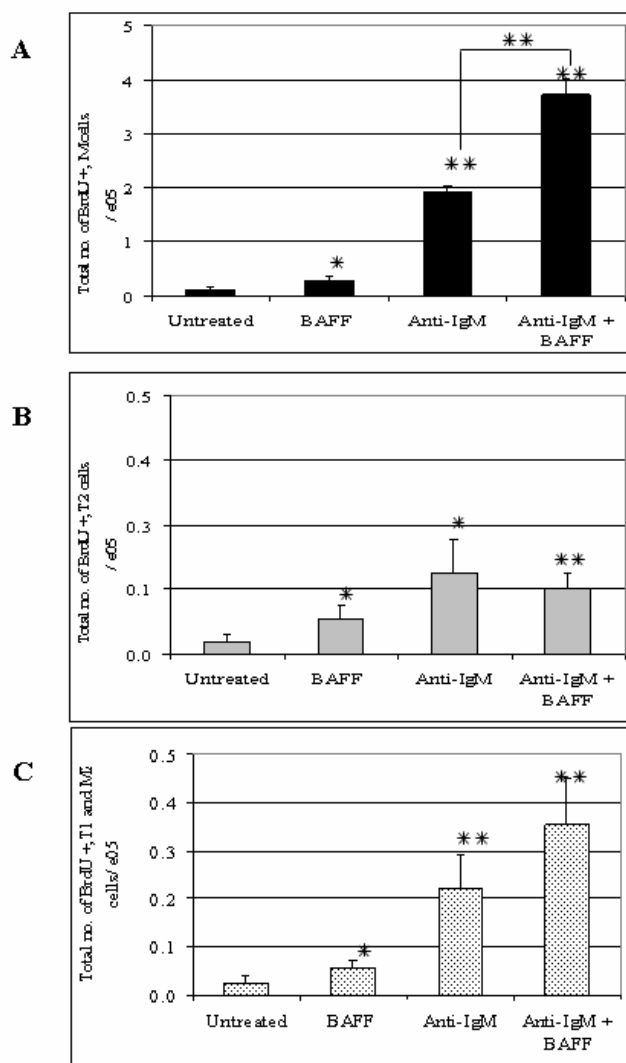 A
Total no. of BrdU+, M cells
/ e05
5
4
3
2
1
0
**
**
**
*
Untreated
BAFF
Anti-IgM
Anti-IgM +
BAFF
B
Total no. of BrdU+, T2 cells
/ e05
0.5
0.4
0.3
0.1
0.0
*
*
**
Untreated
BAFF
Anti-IgM
Anti-IgM +
BAFF
C
Total no. of BrdU+, T1 and MZ
cells/ e05
0.5
0.4
0.3
0.2
0.1
0.0
*
**
**
Untreated
BAFF
Anti-IgM
Anti-IgM +
BAFF